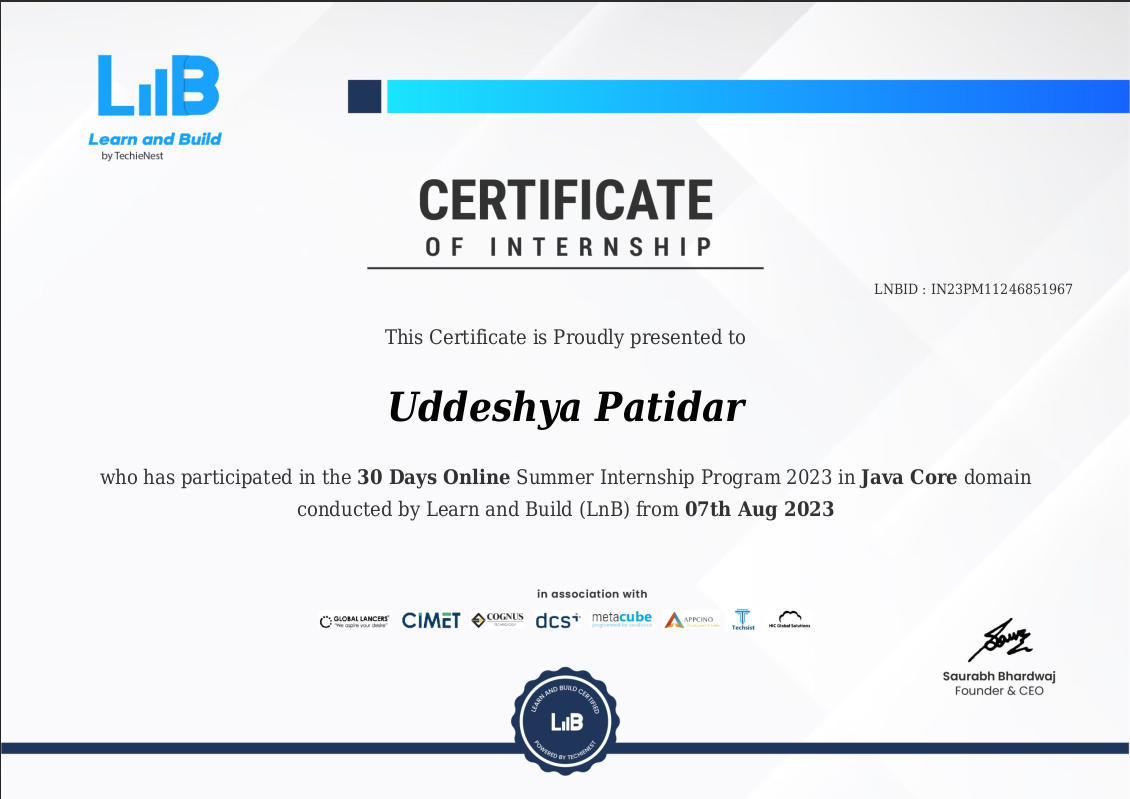 LnB
Learn and Build
by TechieNest
CERTIFICATE
OF INTERNSHIP
LNBID : IN23PM11246851967
This Certificate is Proudly presented to
Uddeshya Patidar
who has participated in the 30 Days Online Summer Internship Program 2023 in Java Core domain
conducted by Learn and Build (LnB) from 07th Aug 2023
in association with
GLOBAL LANCERS
"We aspire your desire"
CIMET
COGNUS
TECHNOLOGY
dcs+
metacube
programmed for excellence
APPCINO
Techsist
HIC Global Solutions
Saurabh Bhardwaj
Founder & CEO
LEARN AND BUILD CERTIFIED
LnB
POWERED BY TECHIENEST